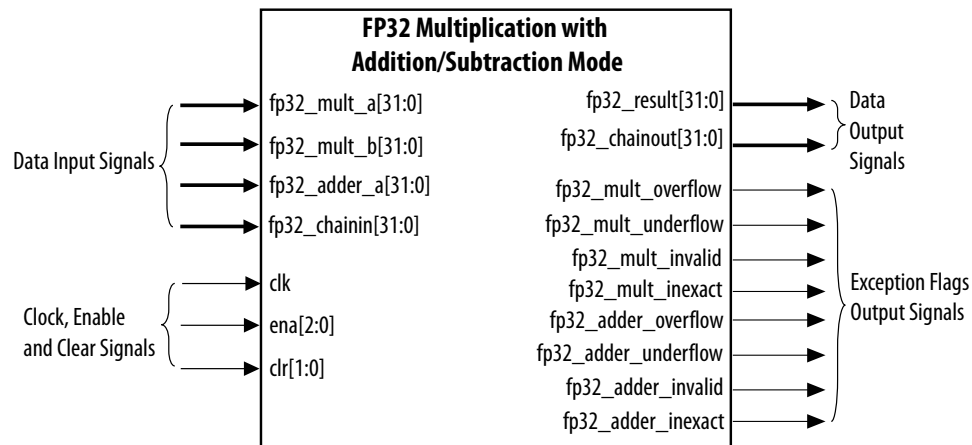 FP32 Multiplication with
Addition/Subtraction Mode
Data Input Signals
fp32_mult_a[31:0]
fp32_mult_b[31:0]
fp32_adder_a[31:0]
fp32_chainin[31:0]
Clock, Enable
and Clear Signals
clk
ena[2:0]
clr[1:0]
fp32_result[31:0]
fp32_chainout[31:0]
Data
Output
Signals
fp32_mult_overflow
fp32_mult_underflow
fp32_mult_invalid
fp32_mult_inexact
fp32_adder_overflow
fp32_adder_underflow
fp32_adder_invalid
fp32_adder_inexact
Exception Flags
Output Signals